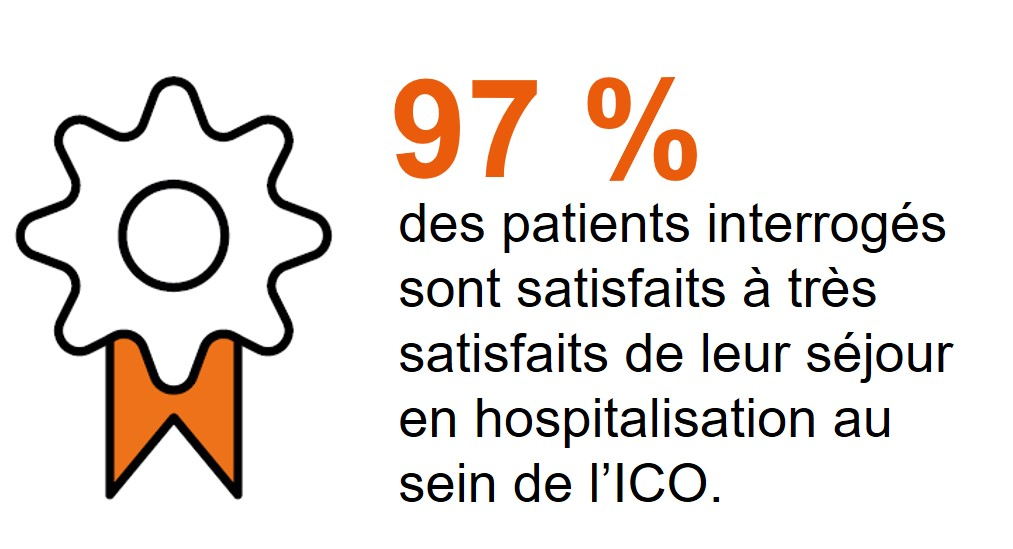 97 %
des patients interrogés
sont satisfaits à très
satisfaits de leur séjour
en hospitalisation au
sein de l’ICO.